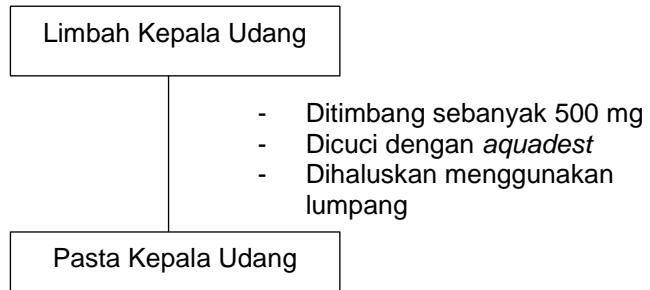 Limbah Kepala Udang
- Ditimbang sebanyak 500 mg
- Dicuci dengan aquadest
- Dihaluskan menggunakan
lumpang
Pasta Kepala Udang